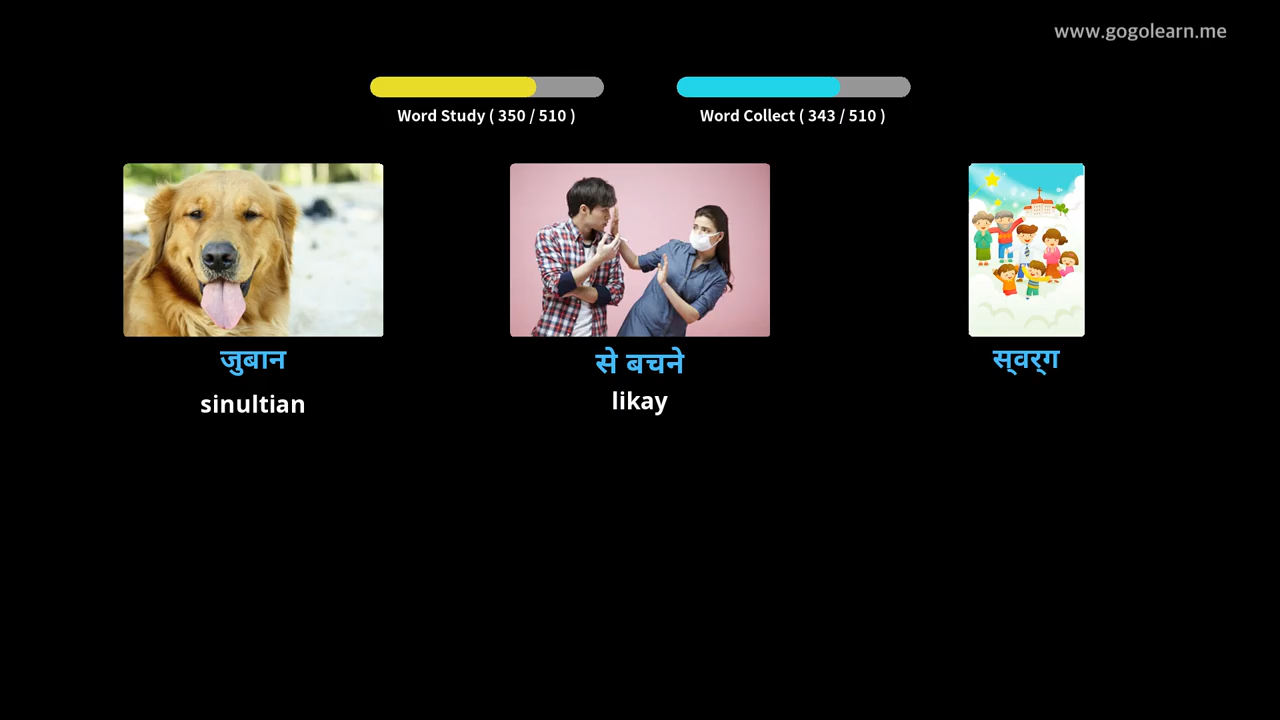 www.gogolearn.me
Word Study ( 350 / 510 )
Word Collect ( 343 / 510 )
जुबान
से बचने
स्वर्ग
sinultian
likay